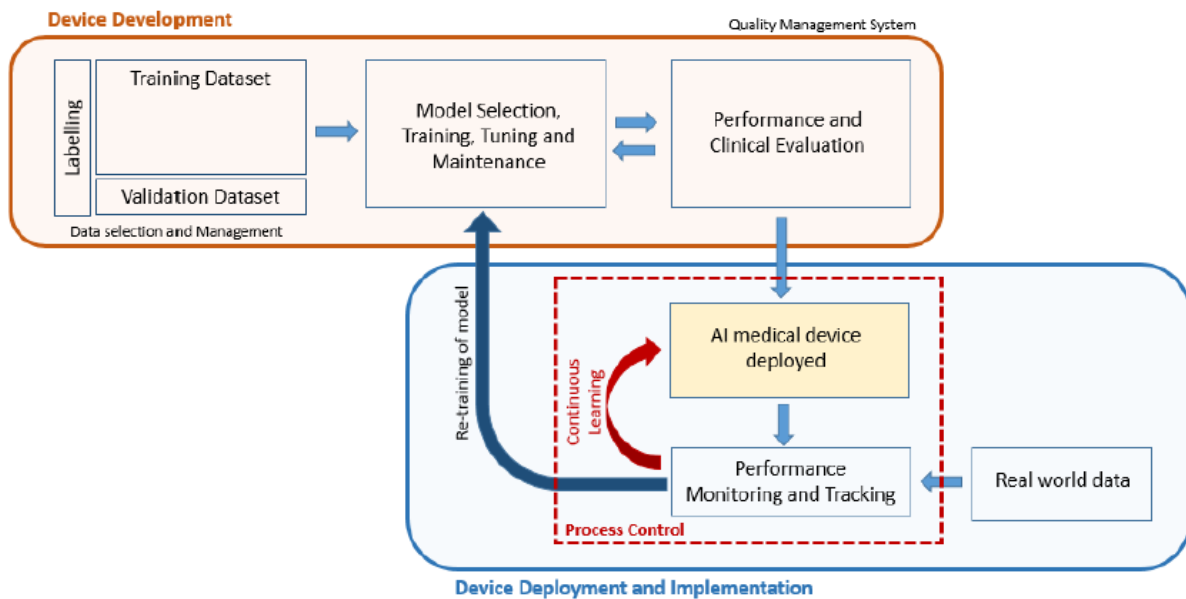 Device Development
Quality Management System
Labelling
Training Dataset
Validation Dataset
Data selection and Management
Model Selection,
Training, Tuning and
Maintenance
Performance and
Clinical Evaluation
Re-training of model
Continuous
Learning
AI medical device
deployed
Performance
Monitoring and Tracking
Real world data
Process Control
Device Deployment and Implementation